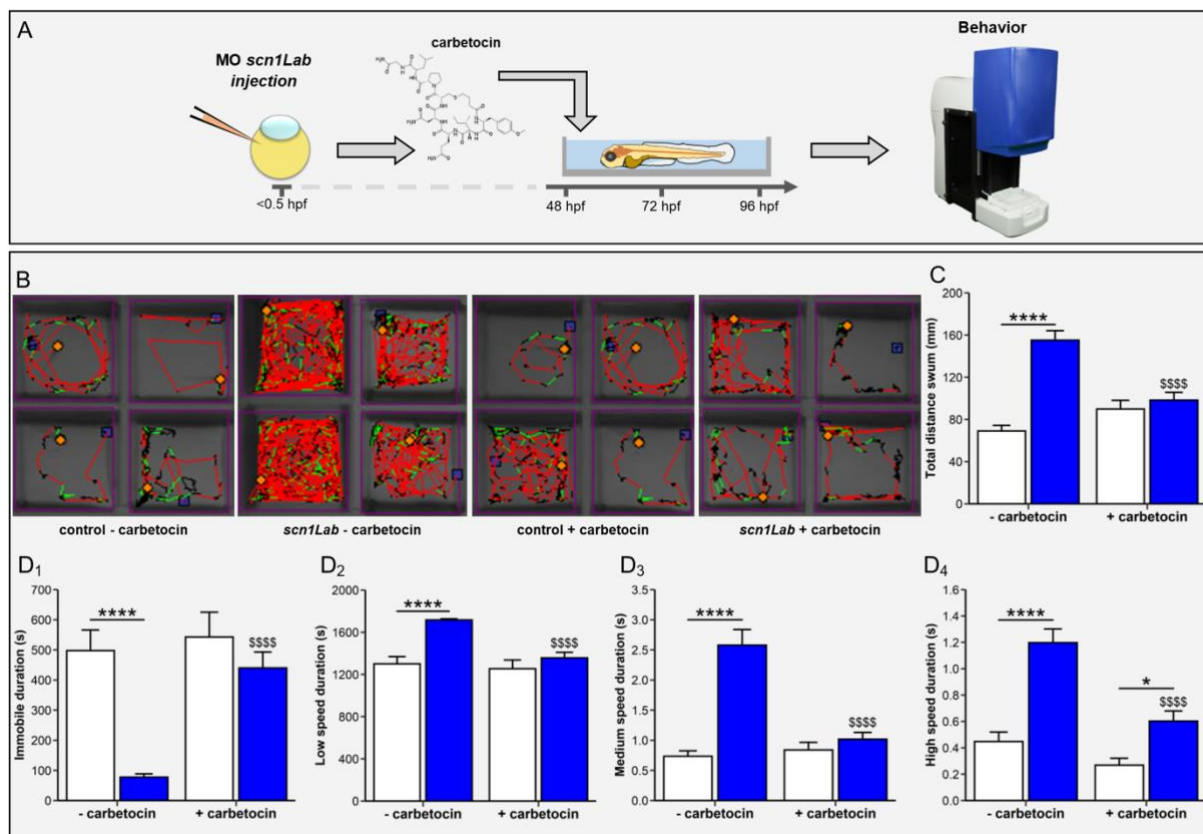 A
MO scn1Lab
injection
carbetocin
Behavior
<0.5 hpf
48 hpf
72 hpf
96 hpf
B
control - carbetocin
scn1Lab - carbetocin
control + carbetocin
scn1Lab + carbetocin
C
Total distance swum (mm)
200
160
120
80
40
0
****
$$$$
- carbetocin
+ carbetocin
D1
Immobile duration (s)
700
600
500
400
300
200
100
0
****
$$$$
- carbetocin
+ carbetocin
D2
Low speed duration (s)
2000
1600
1200
800
400
0
****
$$$$
- carbetocin
+ carbetocin
D3
Medium speed duration (s)
3.5
3.0
2.5
2.0
1.5
1.0
0.5
0.0
****
$$$$
- carbetocin
+ carbetocin
D4
High speed duration (s)
1.6
1.4
1.2
1.0
0.8
0.6
0.4
0.2
0.0
****
*
$$$$
- carbetocin
+ carbetocin